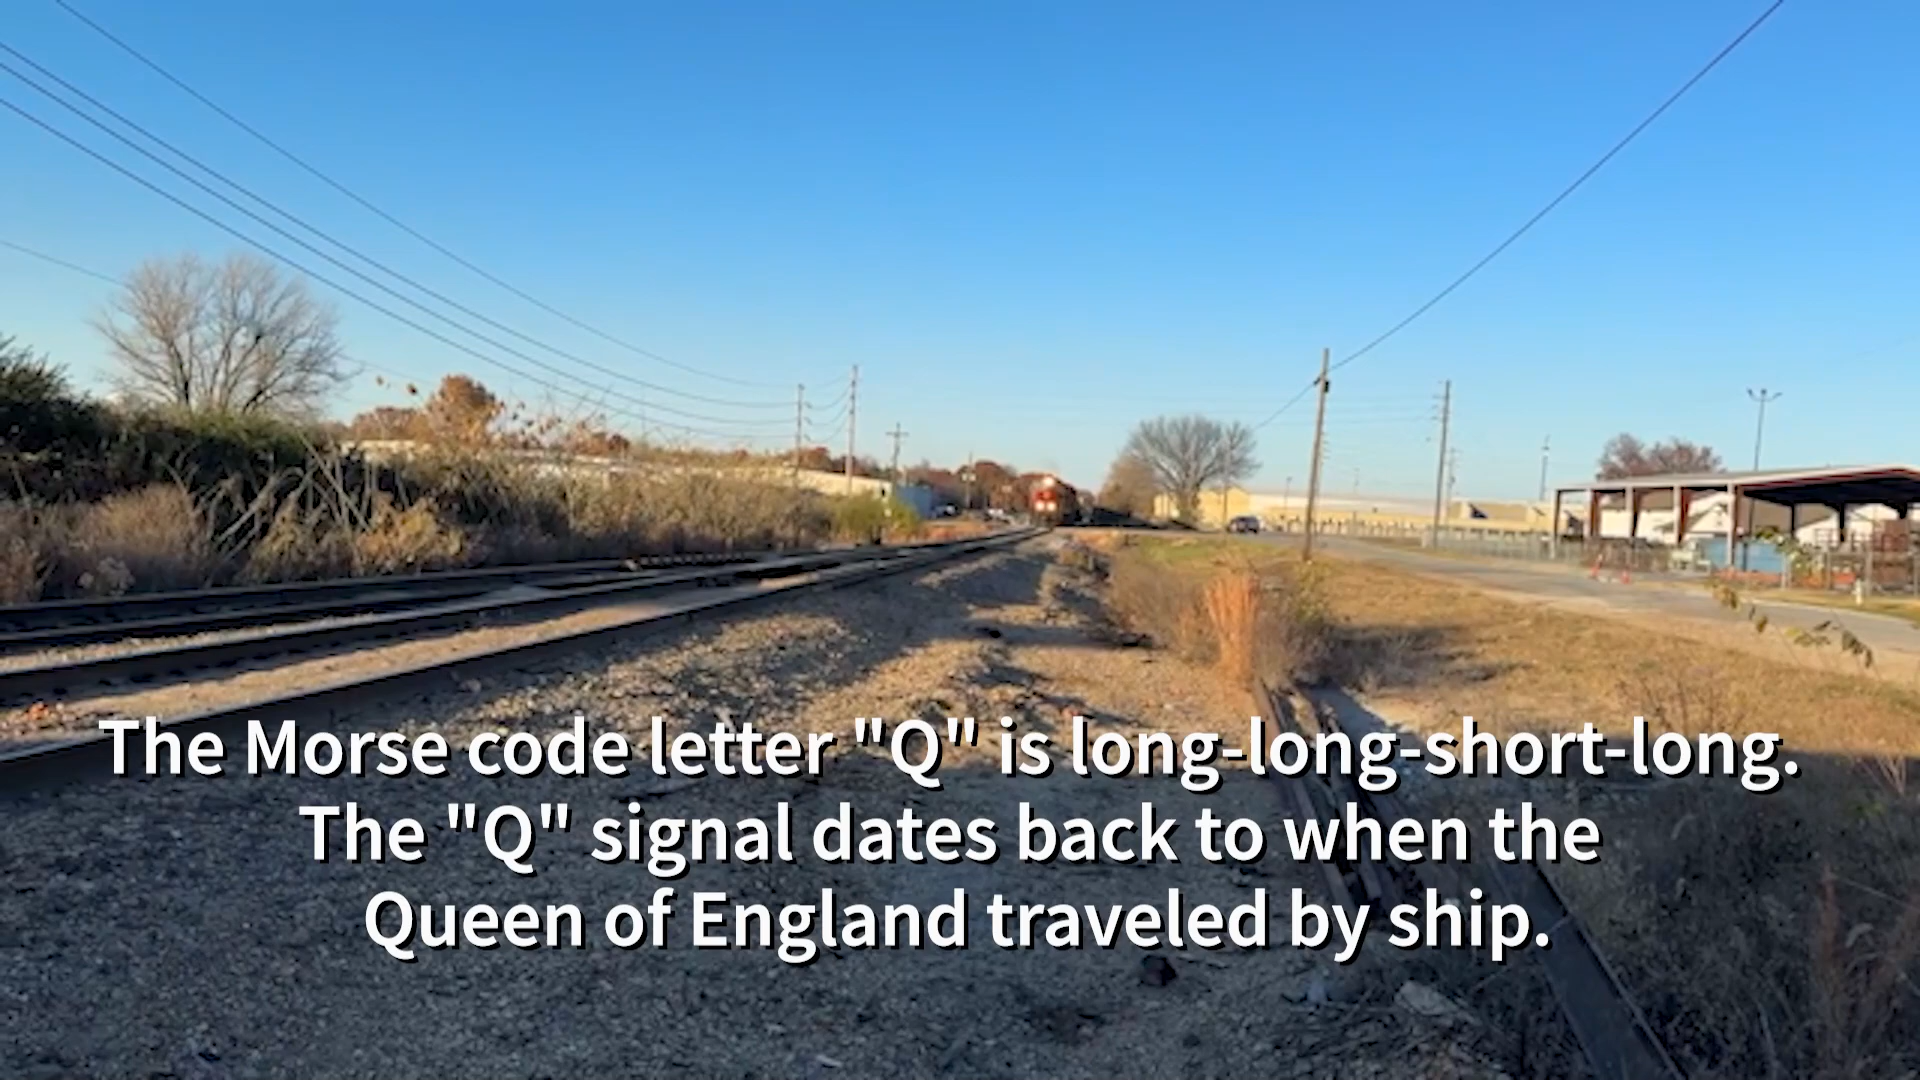 The Morse code letter "Q" is long-long-short-long.
The "Q" signal dates back to when the
Queen of England traveled by ship.